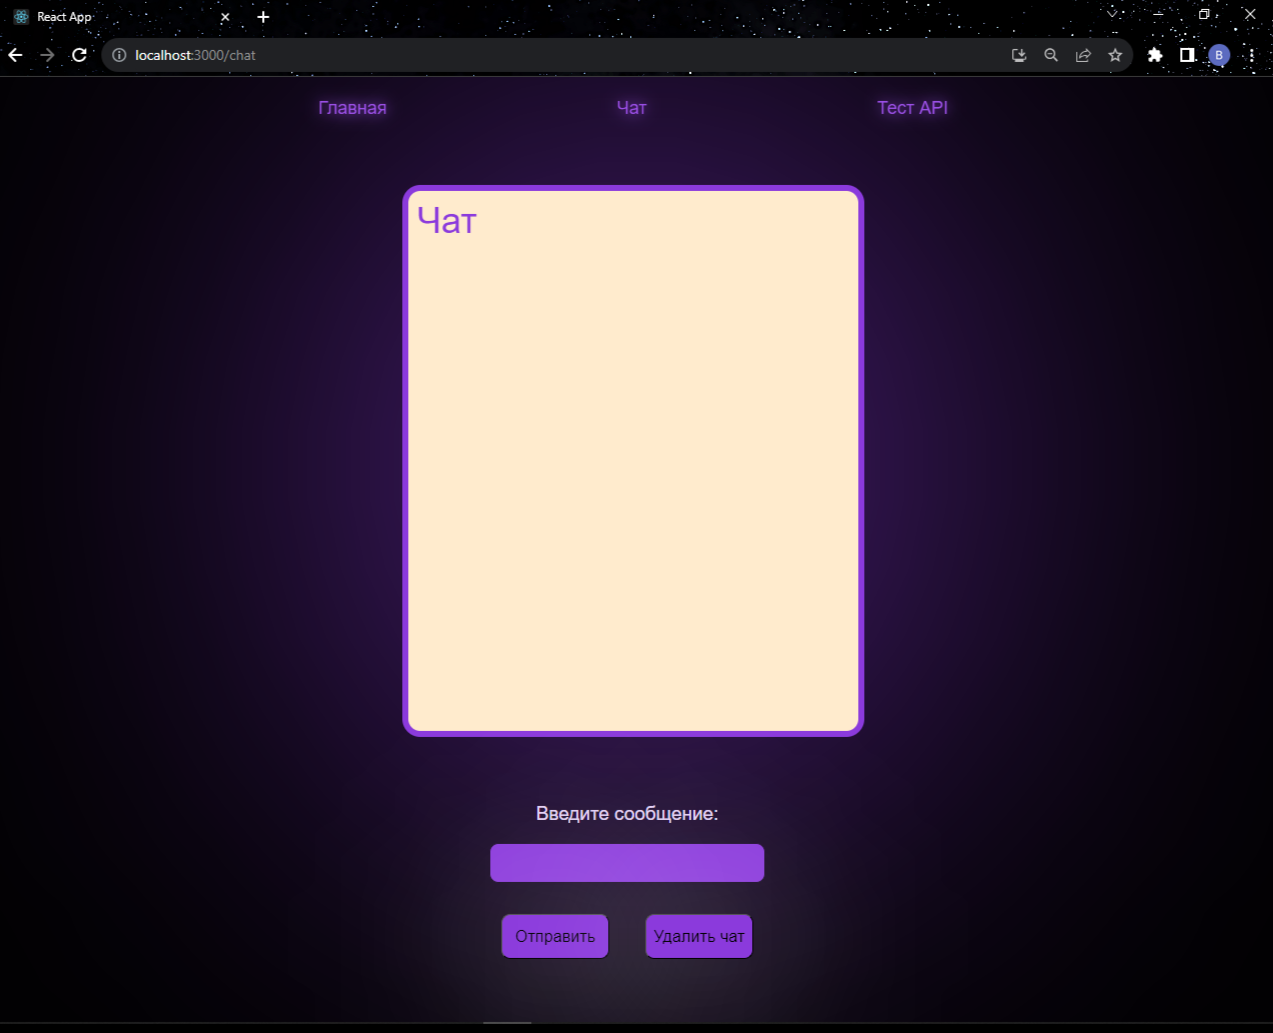 React App
localhost:3000/chat
B
Главная Чат Тест API
Чат
Введите сообщение:
Отправить Удалить чат